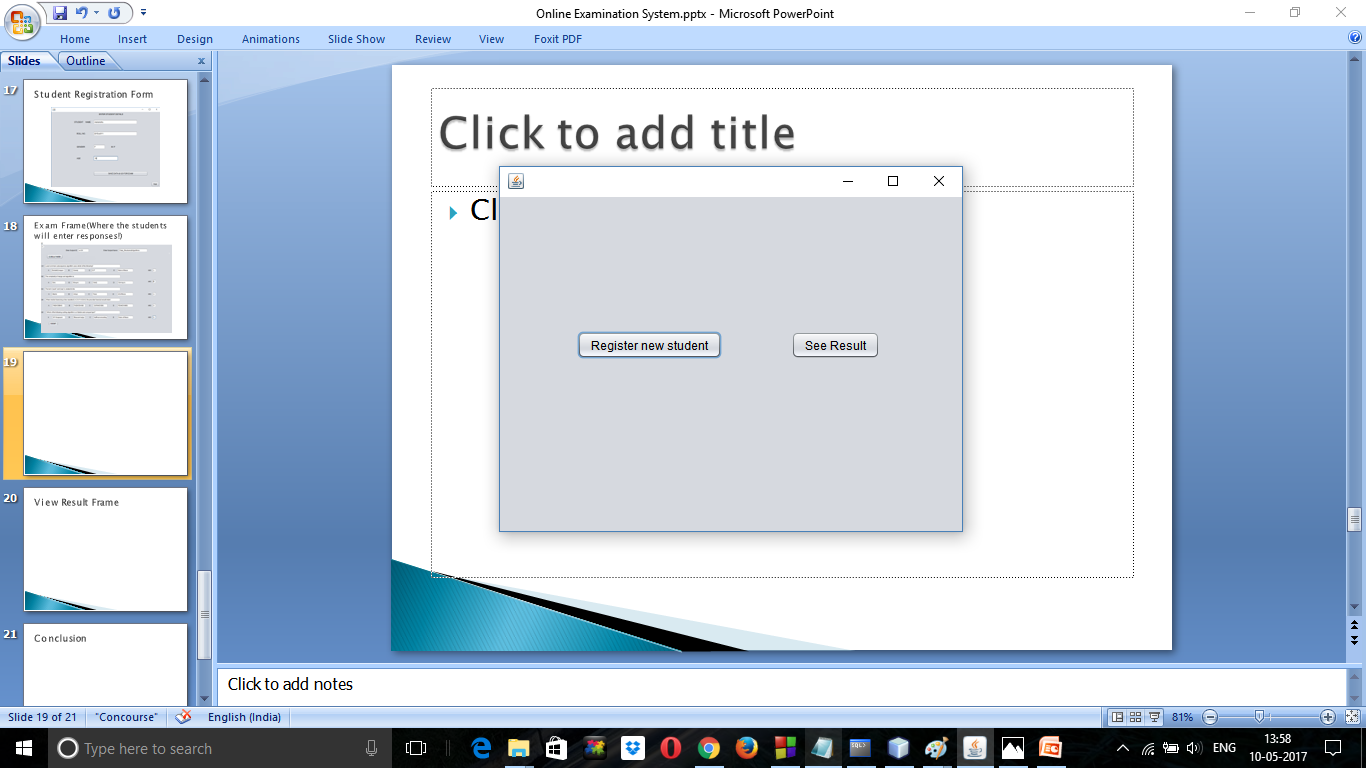 Online Examination System.pptx - Microsoft PowerPoint
Home Insert Design Animations Slide Show Review View Foxit PDF
Slides Outline x
17
Student Registration Form
18
Exam Frame(Where the students
will enter responses!)
19
20
View Result Frame
21
Conclusion
Click to add title
Cl
Register new student See Result
Click to add notes
Slide 19 of 21 "Concourse" English (India) 81%
Type here to search
SQL>
ENG
13:58
10-05-2017